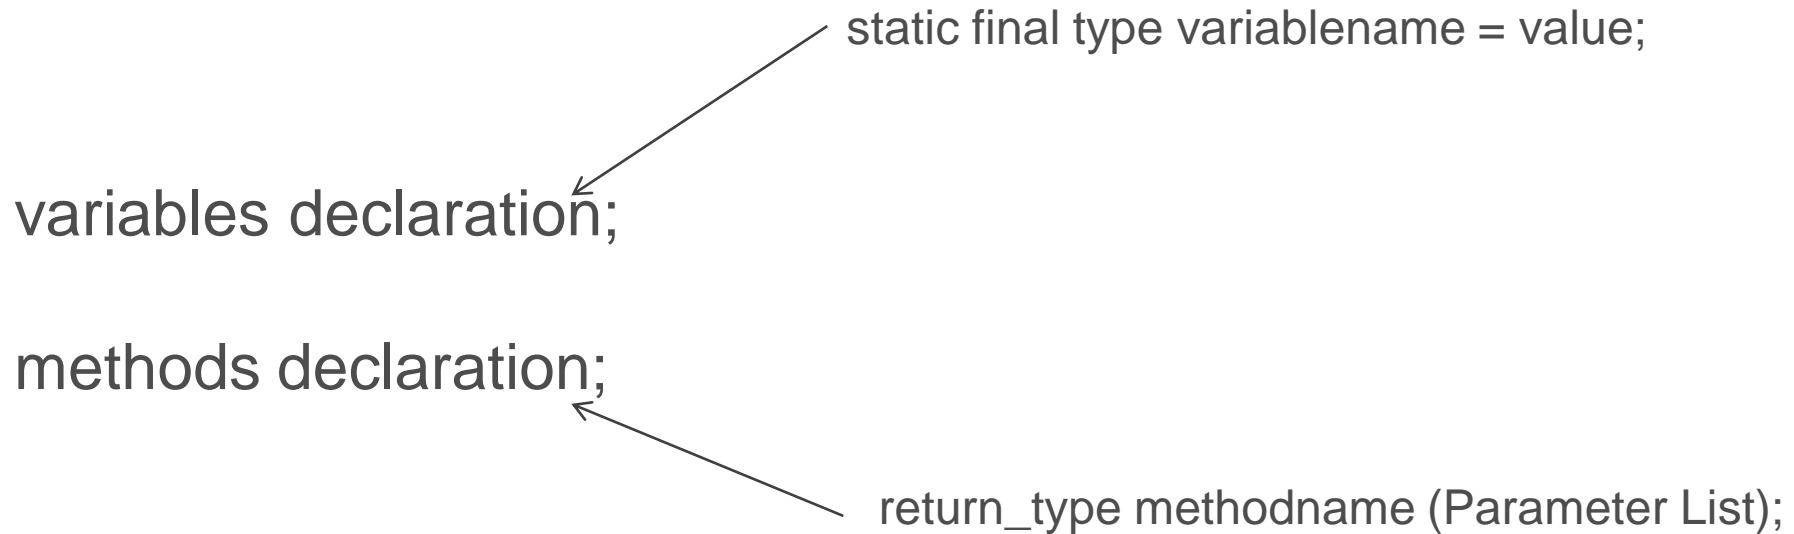 static final type variablename = value;
variables declaration;
methods declaration;
return_type methodname (Parameter List);